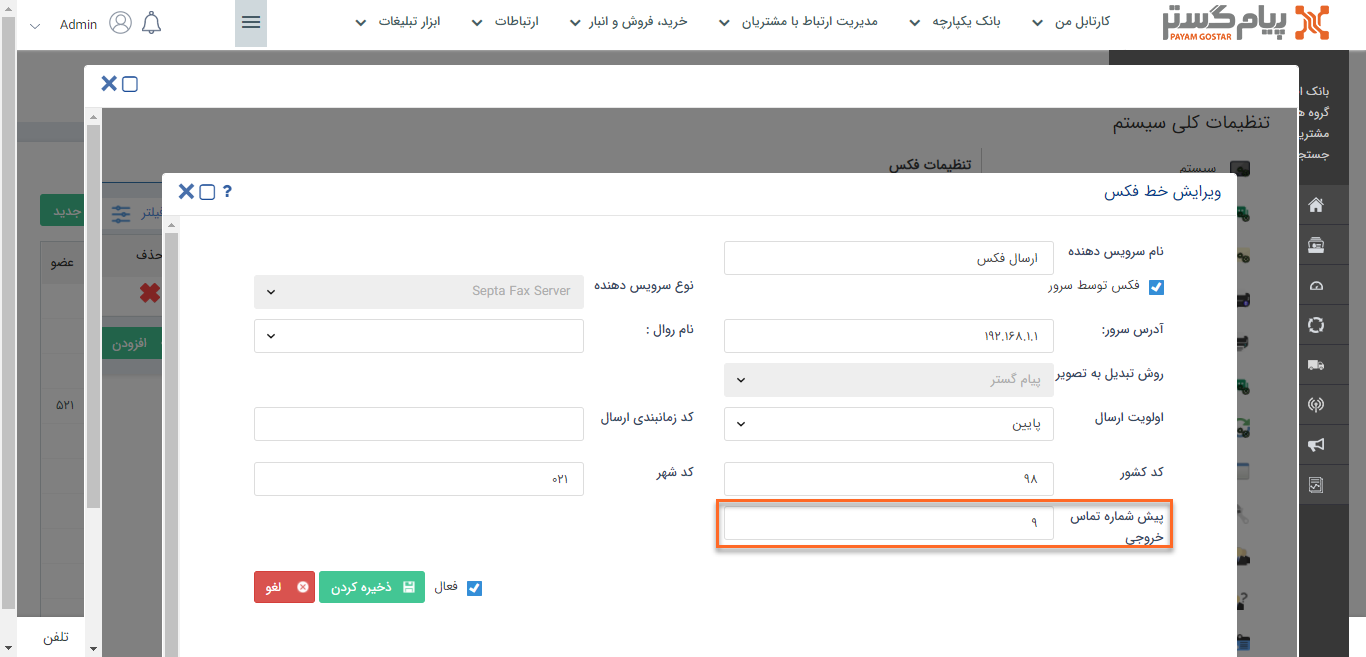 پیام گستر
PAYAM GOSTAR
کارتابل من
بانک یکپارچه
مدیریت ارتباط با مشتریان
خرید، فروش و انبار
ارتباطات
ابزار تبلیغات
Admin
بانک
گروه
جستجو
تنظیمات کلی سیستم
سیستم
تنظیمات فکس
جدید
فیلتر
حذف
عضو
افزودن
۵۲۱
تلفن
ویرایش خط فکس
?
نام سرویس دهنده
ارسال فکس
فکس توسط سرور
نوع سرویس دهنده
Septa Fax Server
آدرس سرور:
۱۹۲.۱۶۸.۱.۱
نام روال :
روش تبدیل به تصویر
پیام گستر
اولویت ارسال
پایین
کد زمانبندی ارسال
کد کشور
۹۸
کد شهر
۰۲۱
پیش شماره تماس
خروجی
۹
فعال
ذخیره کردن
لغو